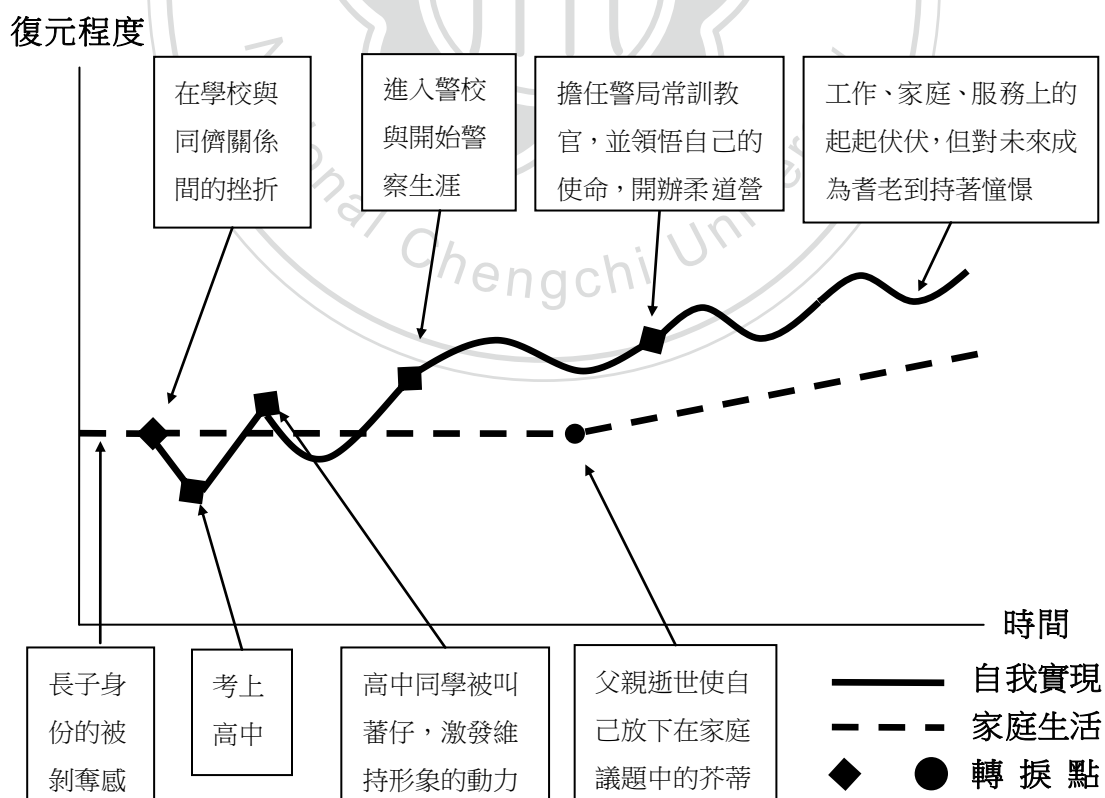 復元程度
在學校與
同儕關係
間的挫折
進入警校
與開始警
察生涯
擔任警局常訓教
官，並領悟自己的
使命，開辦柔道營
工作、家庭、服務上的
起起伏伏，但對未來成
為耆老到持著憧憬
onal Chengchi Univer
時間
長子身
份的被
剝奪感
考上
高中
高中同學被叫
蕃仔，激發維
持形象的動力
父親逝世使自
己放下在家庭
議題中的芥蒂
自我實現
家庭生活
轉捩點